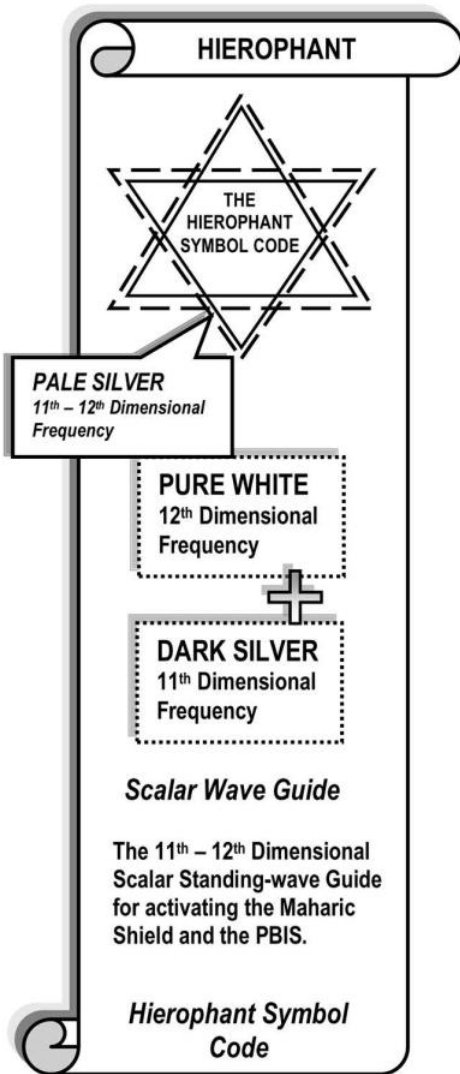 HIEROPHANT
THE
HIEROPHANT
SYMBOL CODE
PALE SILVER
11th – 12th Dimensional
Frequency
PURE WHITE
12th Dimensional
Frequency
DARK SILVER
11th Dimensional
Frequency
Scalar Wave Guide
The 11th – 12th Dimensional
Scalar Standing-wave Guide
for activating the Maharic
Shield and the PBIS.
Hierophant Symbol
Code